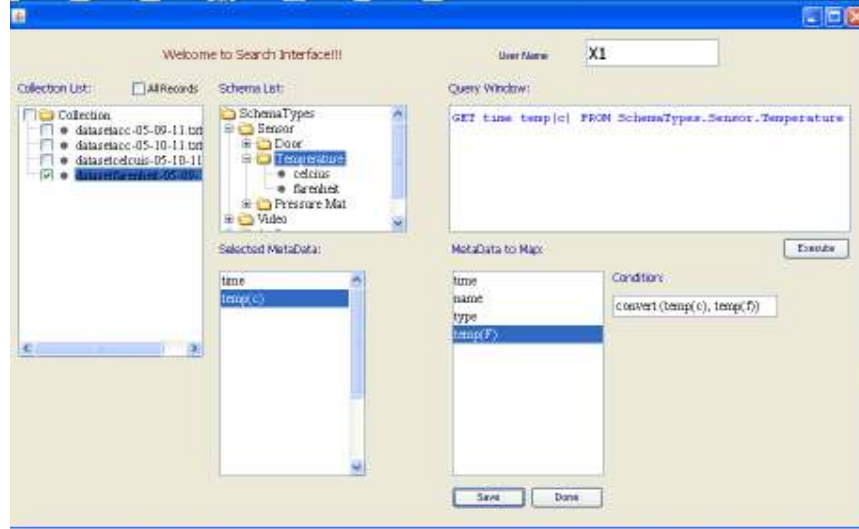 Welcome to Search Interface!!!
User Name
X1
Collection List:
All Records
Collection
datasetacc-05-09-11.txt
datasetacc-05-10-11.txt
datasetcelcuis-05-10-11
datasetfarenheit-05-09-
Schema List:
SchemaTypes
Sensor
Door
Temperature
celcius
farenheit
Pressure Mat
Video
Query Window:
GET time temp|c| FROM SchemaTypes.Sensor.Temperature
Execute
Selected MetaData:
time
temp(c)
MetaData to Map:
time
name
type
temp(F)
Condition:
convert (temp(c), temp(f))
Save
Done